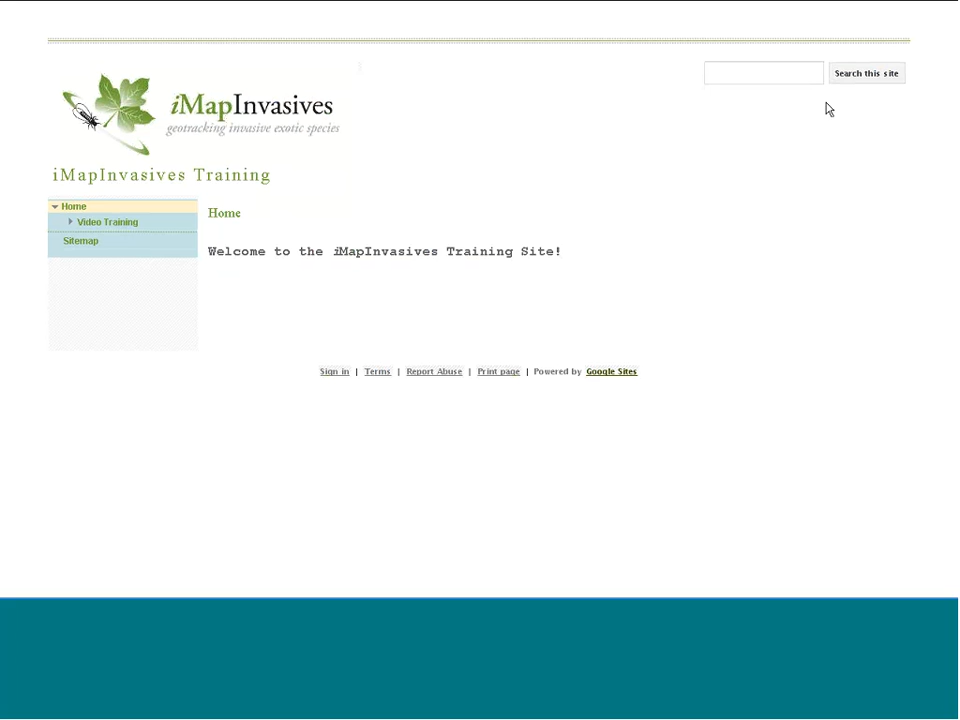 Search this site
iMapInvasives
geotracking invasive exotic species
iMapInvasives Training
Home
Video Training
Sitemap
Home
Welcome to the iMapInvasives Training Site!
Sign in | Terms | Report Abuse | Print page | Powered by Google Sites